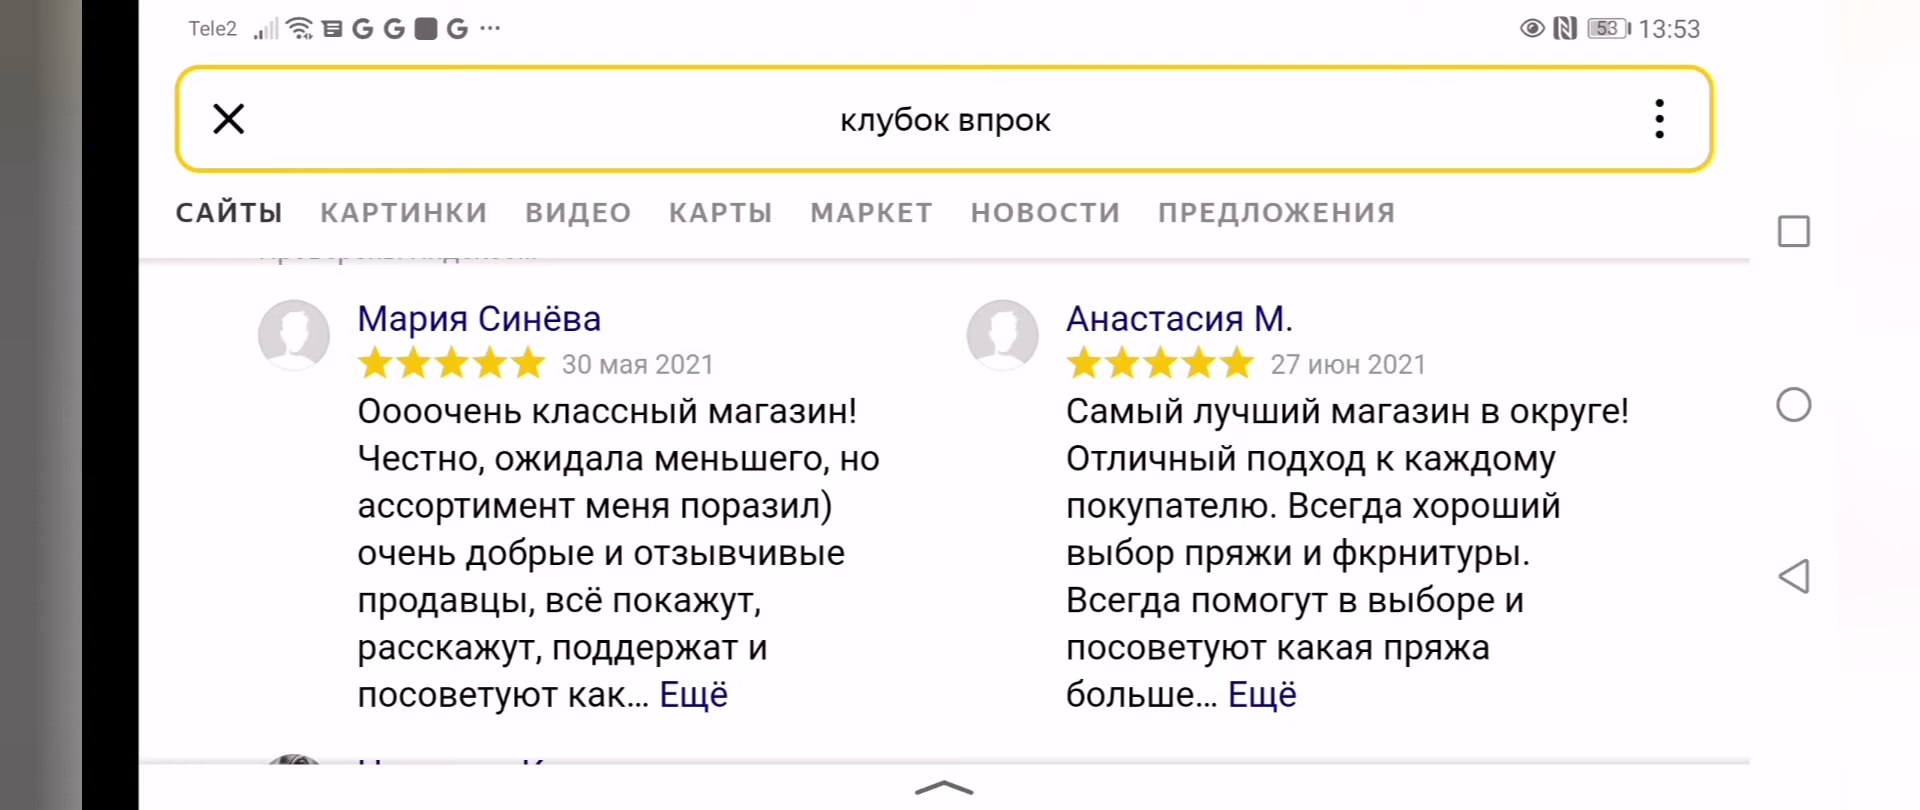 Tele2
53 13:53
клубок впрок
САЙТЫ КАРТИНКИ ВИДЕО КАРТЫ МАРКЕТ НОВОСТИ ПРЕДЛОЖЕНИЯ
Мария Синёва
30 мая 2021
Оооочень классный магазин!
Честно, ожидала меньшего, но
ассортимент меня поразил)
очень добрые и отзывчивые
продавцы, всё покажут,
расскажут, поддержат и
посоветуют как... Ещё
Анастасия М.
27 июн 2021
Самый лучший магазин в округе!
Отличный подход к каждому
покупателю. Всегда хороший
выбор пряжи и фкрнитуры.
Всегда помогут в выборе и
посоветуют какая пряжа
больше... Ещё